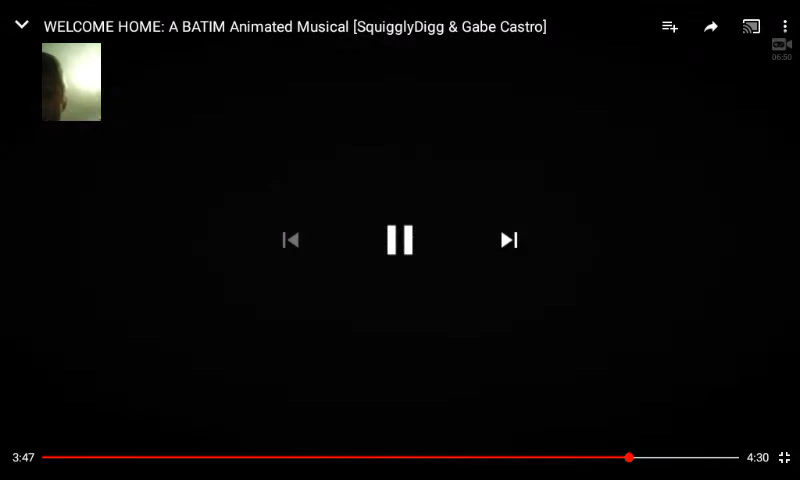 WELCOME HOME: A BATIM Animated Musical [SquigglyDigg & Gabe Castro]
06:50
3:47
4:30